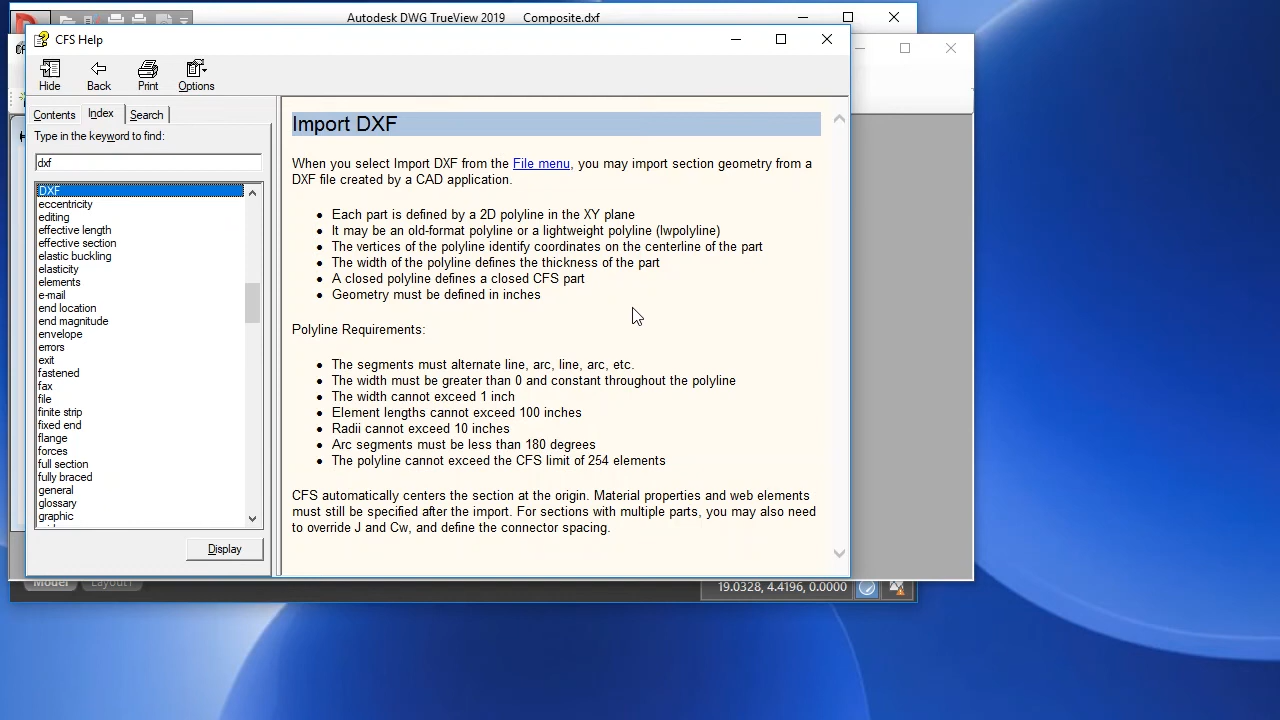 Autodesk DWG TrueView 2019 Composite.dxf
CFS Help
Hide Back Print Options
Contents Index Search
Type in the keyword to find:
dxf
DXF
eccentricity
editing
effective length
effective section
elastic buckling
elasticity
elements
e-mail
end location
end magnitude
envelope
errors
exit
fastened
fax
file
finite strip
fixed end
flange
forces
full section
fully braced
general
glossary
graphic
Display
Import DXF
When you select Import DXF from the File menu, you may import section geometry from a
DXF file created by a CAD application.
• Each part is defined by a 2D polyline in the XY plane
• It may be an old-format polyline or a lightweight polyline (lwpolyline)
• The vertices of the polyline identify coordinates on the centerline of the part
• The width of the polyline defines the thickness of the part
• A closed polyline defines a closed CFS part
• Geometry must be defined in inches
Polyline Requirements:
• The segments must alternate line, arc, line, arc, etc.
• The width must be greater than 0 and constant throughout the polyline
• The width cannot exceed 1 inch
• Element lengths cannot exceed 100 inches
• Radii cannot exceed 10 inches
• Arc segments must be less than 180 degrees
• The polyline cannot exceed the CFS limit of 254 elements
CFS automatically centers the section at the origin. Material properties and web elements
must still be specified after the import. For sections with multiple parts, you may also need
to override J and Cw, and define the connector spacing.
Model Layout1
19.0328, 4.4196, 0.0000